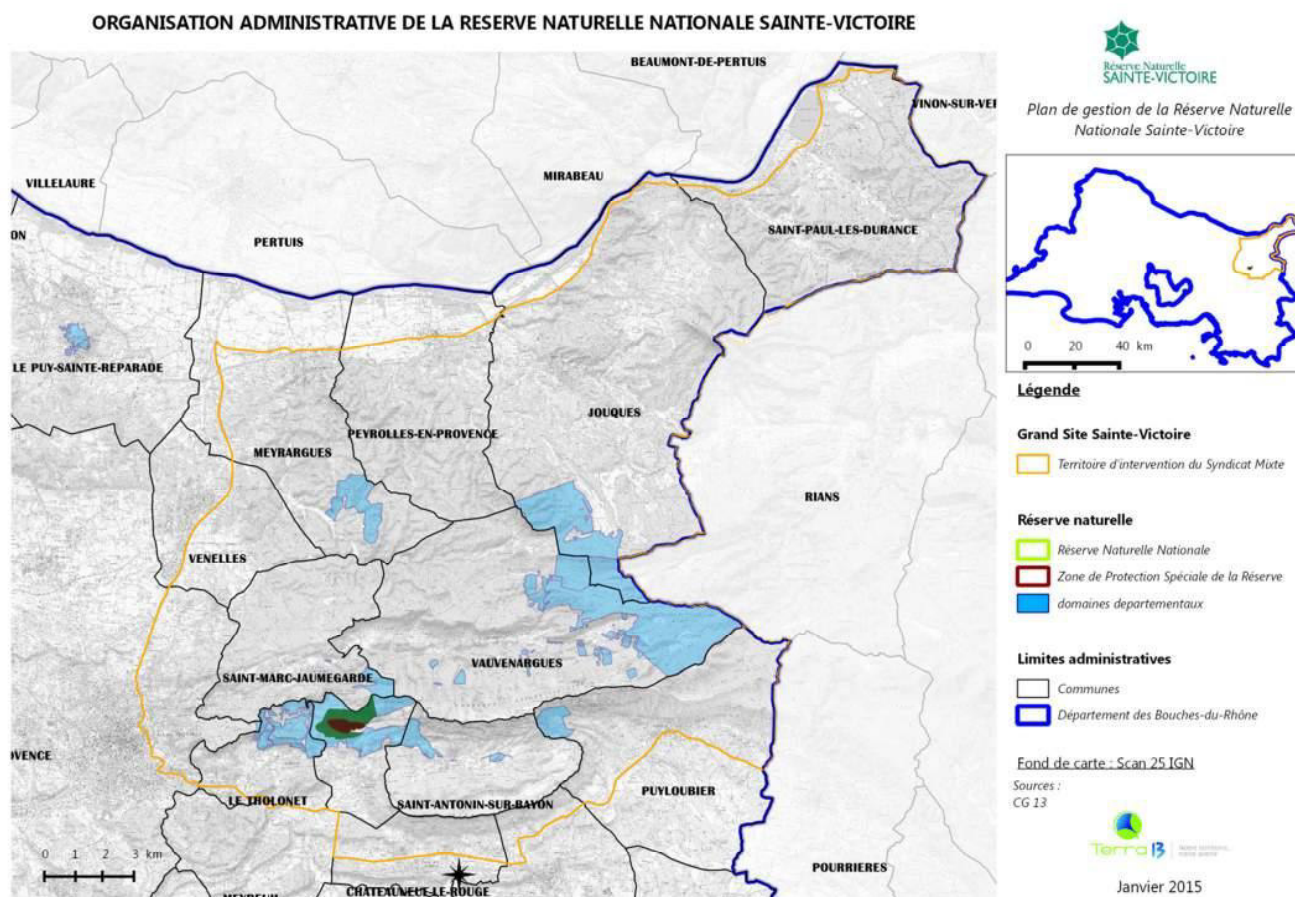 ORGANISATION ADMINISTRATIVE DE LA RESERVE NATURELLE NATIONALE SAINTE-VICTOIRE
BEAUMONT-DE-PERTUIS
VINON-SUR-VER
VILLELAURE
MIRABEAU
ON
PERTUIS
SAINT-PAUL-LES-DURANCE
LE PUY-SAINTE-REPARADE
JOUQUES
PEYROLLES-EN-PROVENCE
MEYRARGUES
RIANS
VENELLES
VAUVENARGUES
SAINT-MARC-JAUMEGARDE
OVENCE
LE THOLONET
SAINT-ANTONIN-SUR-BAYON
PUYLOUBIER
POURRIERES
CHATEAUNEUF-LE-ROUGE
MEYREUIL
0 1 2 3 km
Réserve Naturelle
SAINTE-VICTOIRE
Plan de gestion de la Réserve Naturelle
Nationale Sainte-Victoire
0 20 40 km
Légende
Grand Site Sainte-Victoire
Territoire d'intervention du Syndicat Mixte
Réserve naturelle
Réserve Naturelle Nationale
Zone de Protection Spéciale de la Réserve
domaines departementaux
Limites administratives
Communes
Département des Bouches-du-Rhône
Fond de carte : Scan 25 IGN
Sources :
CG 13
Terra 13
Janvier 2015